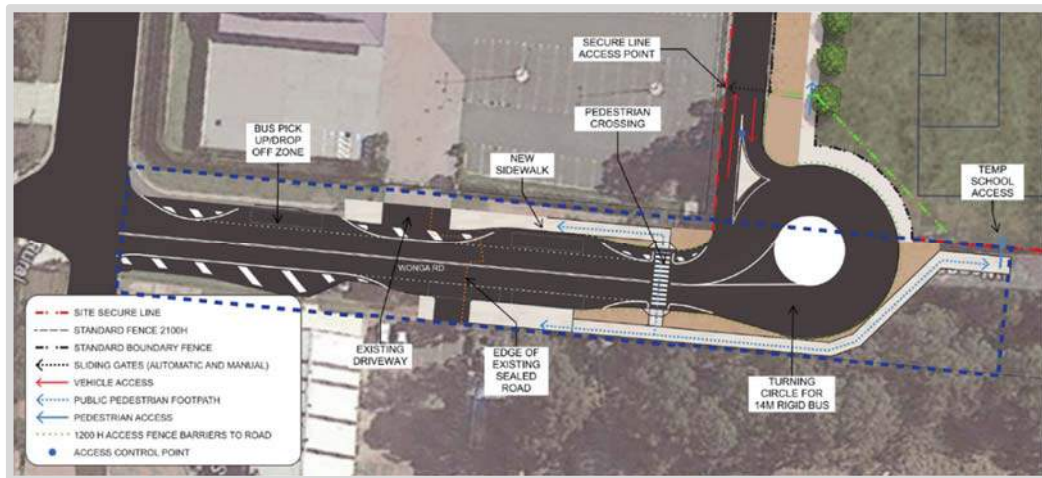 SECURE LINE
ACCESS POINT
PEDESTRIAN
CROSSING
BUS PICK
UP/DROP
OFF ZONE
NEW
SIDEWALK
TEMP
SCHOOL
ACCESS
WONGA RD
EXISTING
DRIVEWAY
EDGE OF
EXISTING
SEALED
ROAD
TURNING
CIRCLE FOR
14M RIGID BUS
SITE SECURE LINE
STANDARD FENCE 2100H
STANDARD BOUNDARY FENCE
SLIDING GATES (AUTOMATIC AND MANUAL)
VEHICLE ACCESS
PUBLIC PEDESTRIAN FOOTPATH
PEDESTRIAN ACCESS
1200 H ACCESS FENCE BARRIERS TO ROAD
ACCESS CONTROL POINT